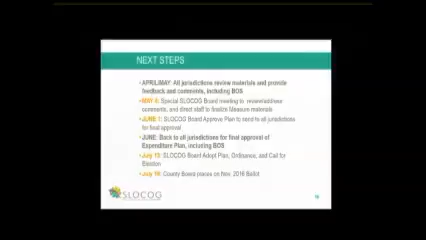 NEXT STEPS
• APRIL/MAY: All jurisdictions review materials and provide
feedback and comments, including BOS
• MAY 6: Special SLOCOG Board meeting to review/address
comments, and direct staff to finalize Measure materials
• JUNE 1: SLOCOG Board Approve Plan to send to all jurisdictions
for final approval
• JUNE: Back to all jurisdictions for final approval of
Expenditure Plan, including BOS
• July 13: SLOCOG Board Adopt Plan, Ordinance, and Call for
Election
• July 19: County Board places on Nov. 2016 Ballot
SLOCOG